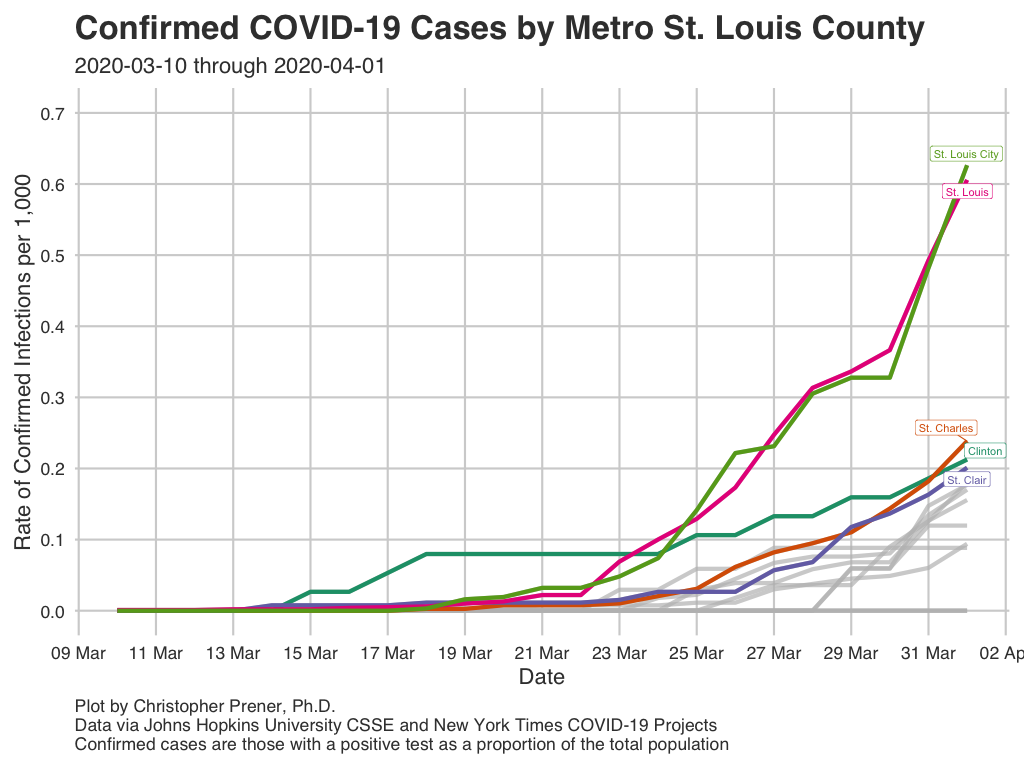 Confirmed COVID-19 Cases by Metro St. Louis County
2020-03-10 through 2020-04-01
Rate of Confirmed Infections per 1,000
0.7
0.6
0.5
0.4
0.3
0.2
0.1
0.0
St. Louis City
St. Louis
St. Charles
Clinton
St. Clair
09 Mar 11 Mar 13 Mar 15 Mar 17 Mar 19 Mar 21 Mar 23 Mar 25 Mar 27 Mar 29 Mar 31 Mar 02 Ap
Date
Plot by Christopher Prener, Ph.D.
Data via Johns Hopkins University CSSE and New York Times COVID-19 Projects
Confirmed cases are those with a positive test as a proportion of the total population